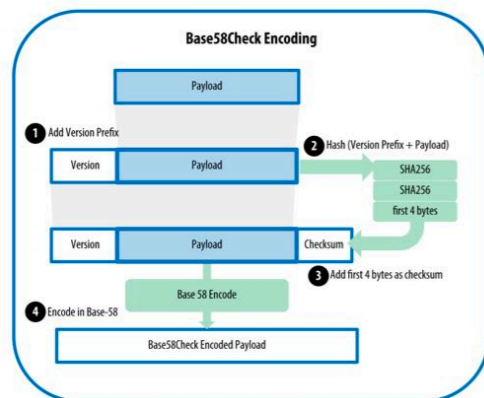 Base58Check Encoding
Payload
1 Add Version Prefix
2 Hash (Version Prefix + Payload)
Version
Payload
SHA256
SHA256
first 4 bytes
Version
Payload
Checksum
3 Add first 4 bytes as checksum
Base 58 Encode
4 Encode in Base-58
Base58Check Encoded Payload